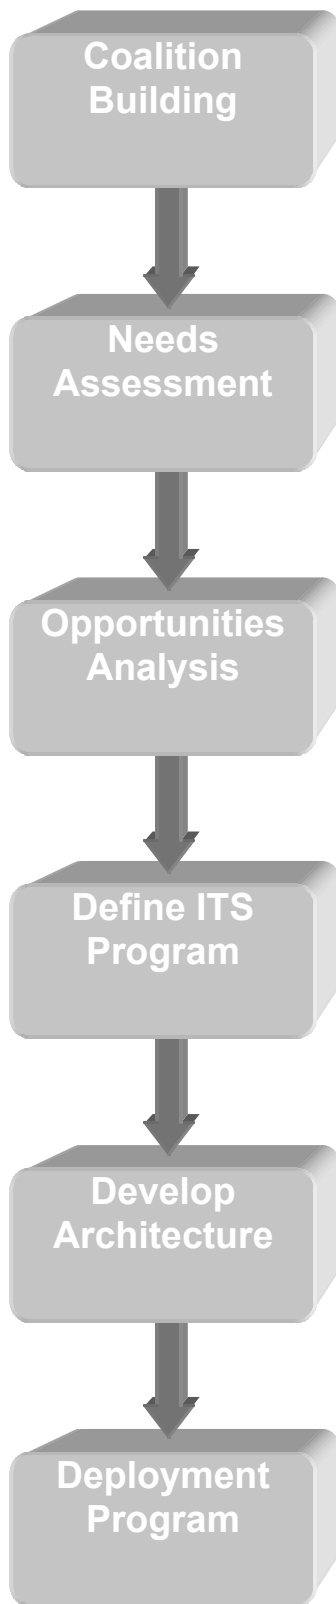 Coalition
Building
Needs
Assessment
Opportunities
Analysis
Define ITS
Program
Develop
Architecture
Deployment
Program